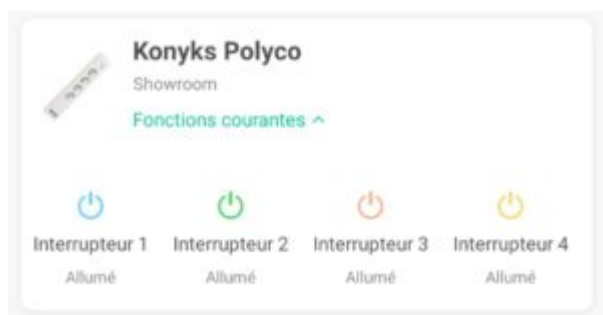 Konyks Polyco
Showroom
Fonctions courantes
Interrupteur 1 Interrupteur 2 Interrupteur 3 Interrupteur 4
Allumé Allumé Allumé Allumé